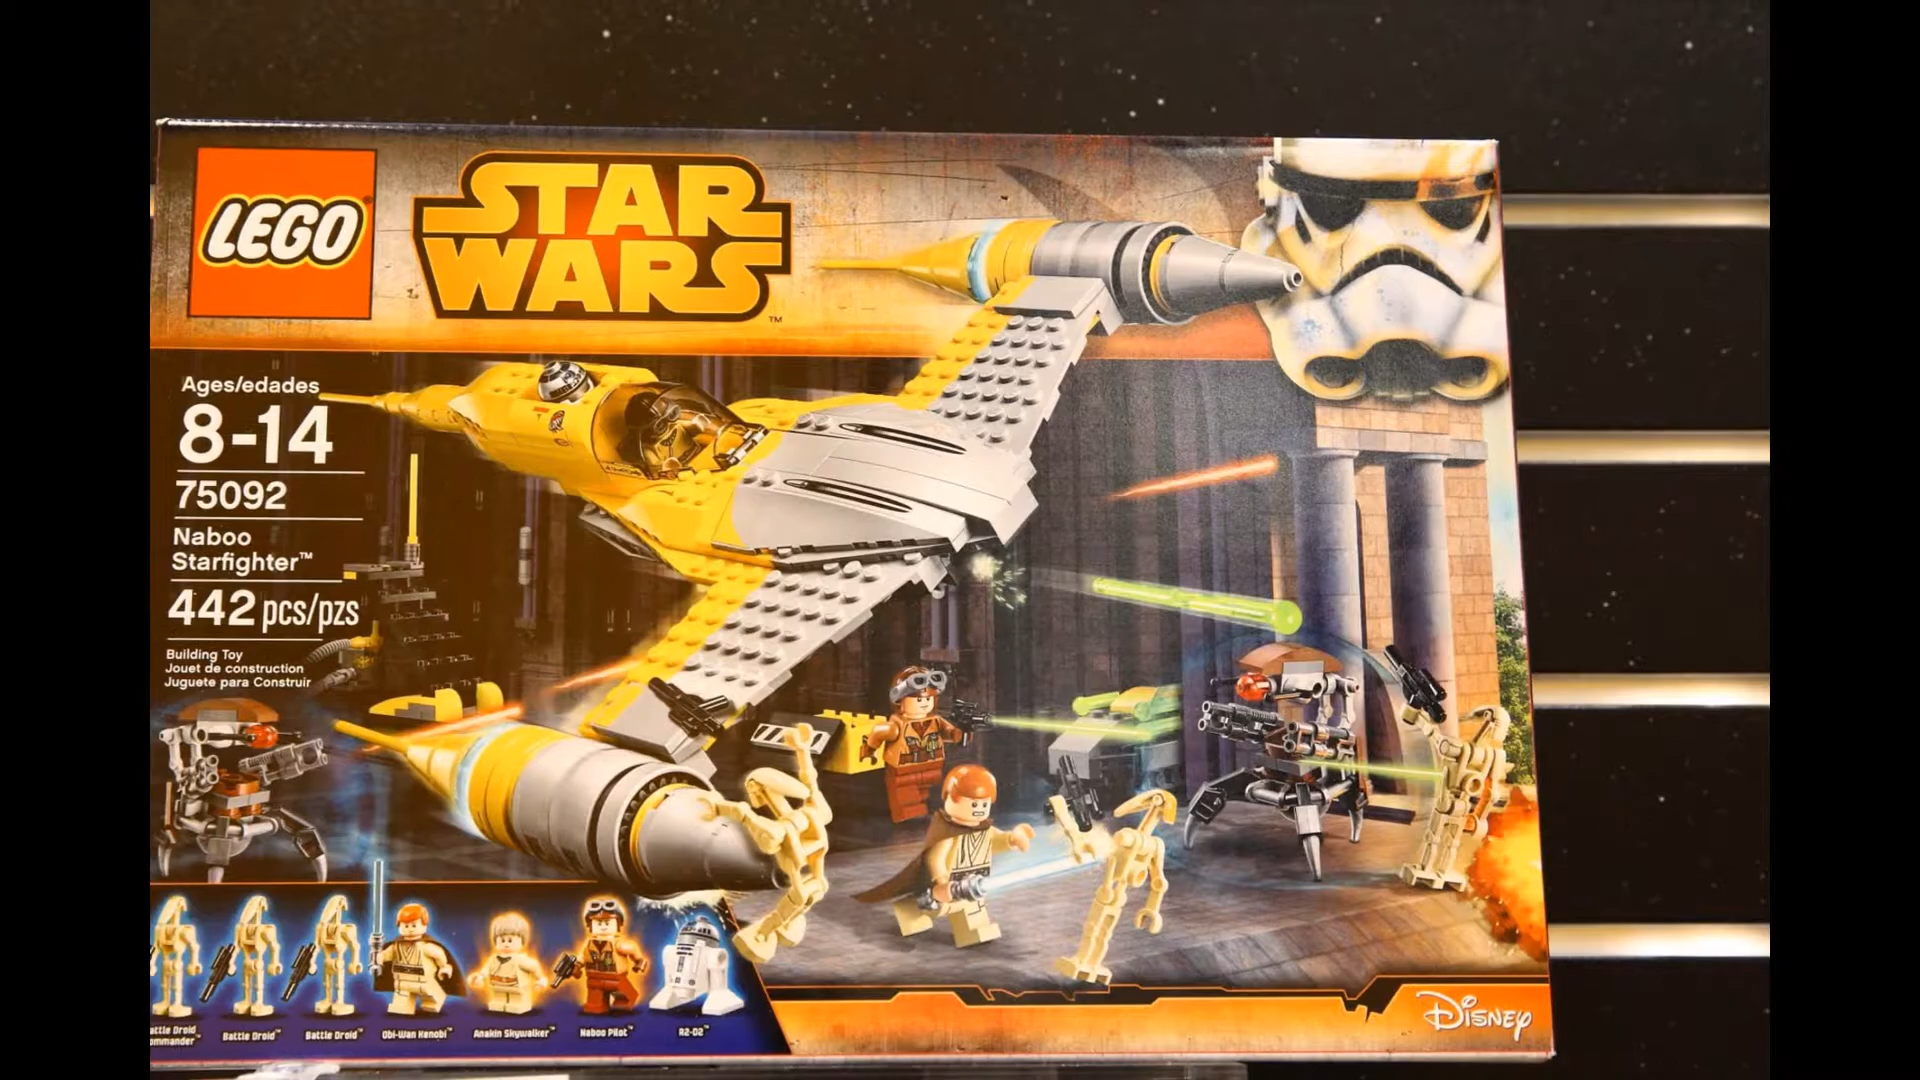 LEGO
STAR
WARS™
Ages/edades
8-14
75092
Naboo
Starfighter™
442 pcs/pzs
Building Toy
Jouet de construction
Juguete para Construir
Battle Droid™
Battle Droid™
Obi-Wan Kenobi™
Anakin Skywalker™
Naboo Pilot™
R2-D2™
Disney